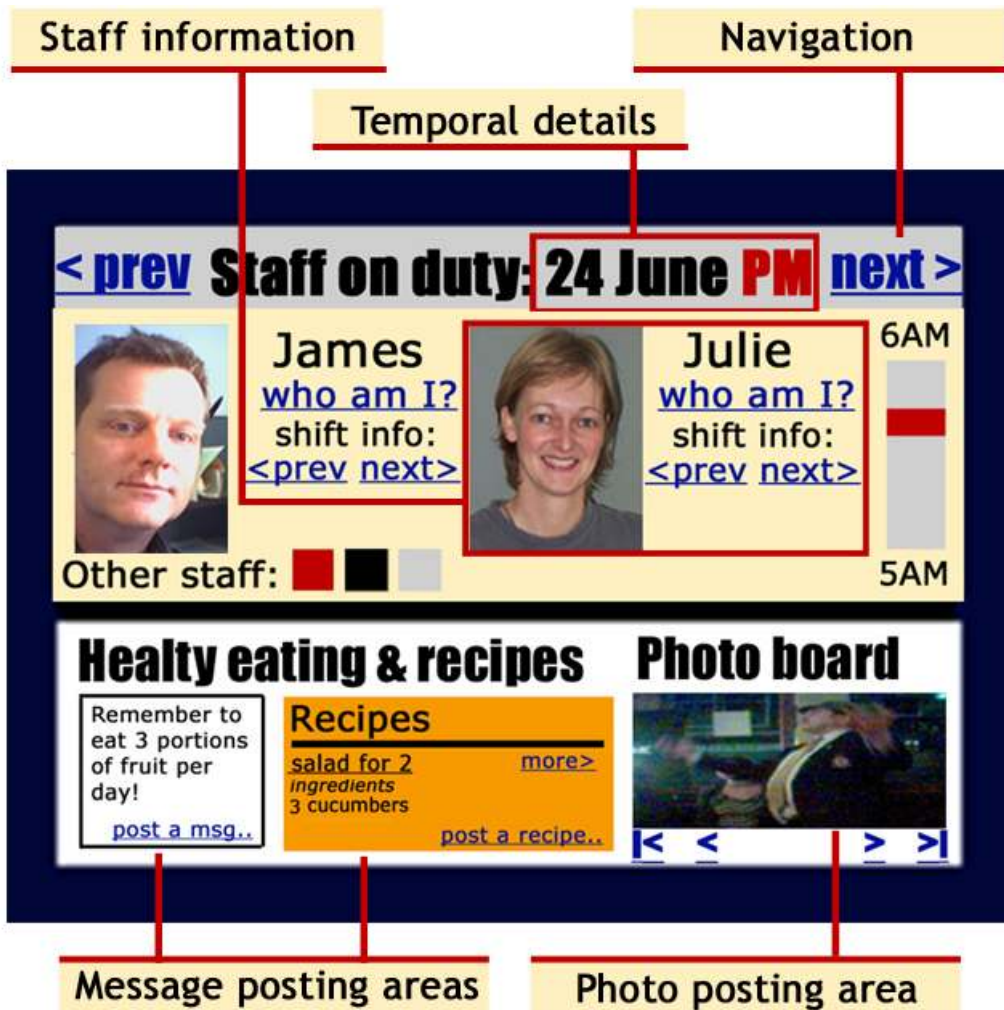 Staff information
Navigation
Temporal details
< prev Staff on duty: 24 June PM next >
James
who am I?
shift info:
<prev next>
Julie
who am I?
shift info:
<prev next>
6AM
5AM
Other staff:
Healty eating & recipes
Remember to
eat 3 portions
of fruit per
day!
post a msg..
Recipes
salad for 2 more>
ingredients
3 cucumbers
post a recipe..
Photo board
|< < > >|
Message posting areas
Photo posting area